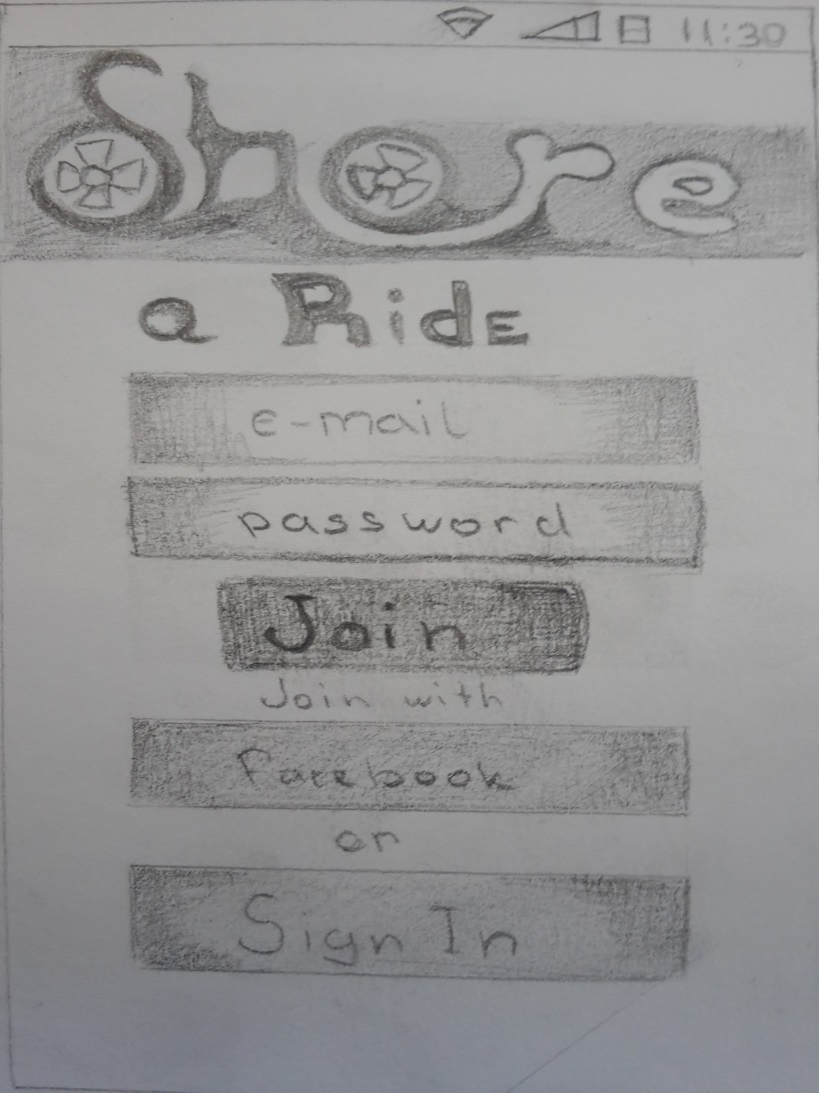 11:30
Share
a Ride
e-mail
password
Join
Join with
Facebook
or
Sign In